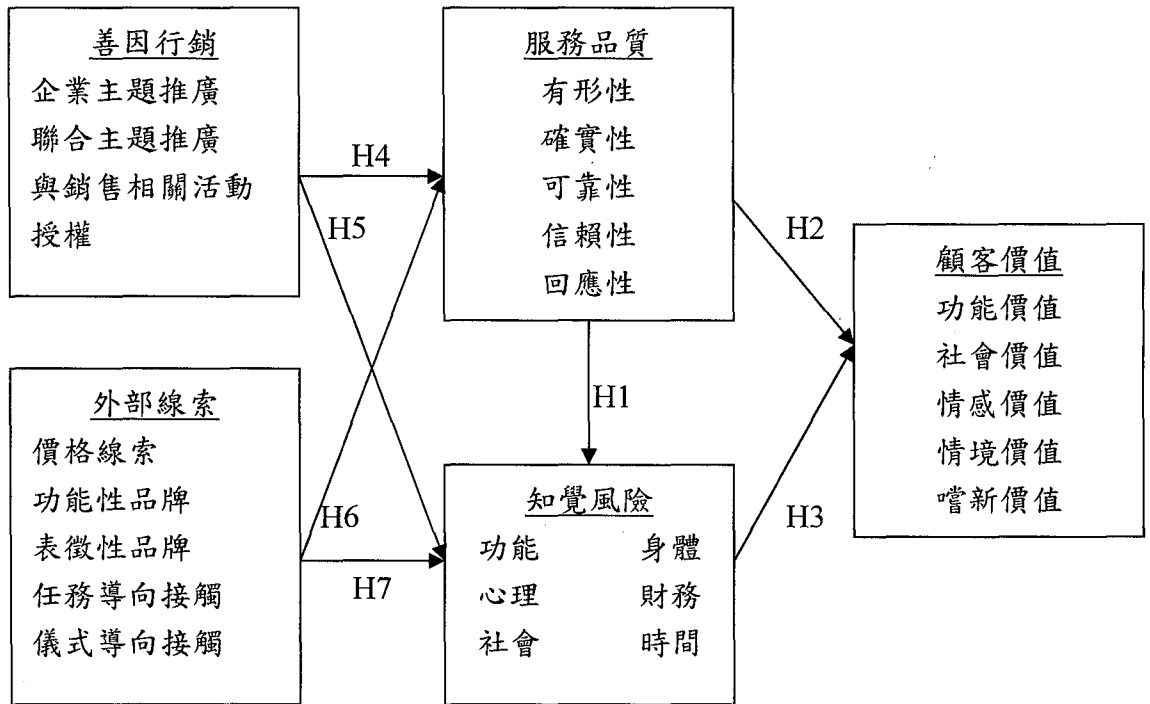 善因行銷
企業主題推廣
聯合主題推廣
與銷售相關活動
授權
外部線索
價格線索
功能性品牌
表徵性品牌
任務導向接觸
儀式導向接觸
H4
H5
H6
H7
服務品質
有形性
確實性
可靠性
信賴性
回應性
H1
知覺風險
功能 身體
心理 財務
社會 時間
H2
H3
顧客價值
功能價值
社會價值
情感價值
情境價值
嚐新價值